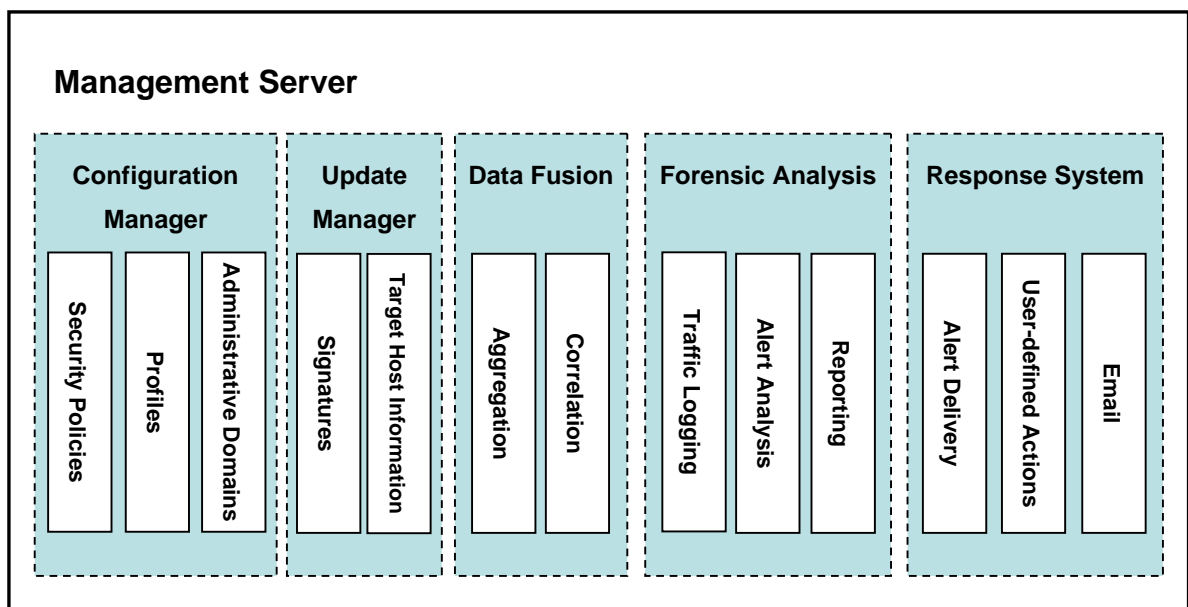 Management Server
Configuration
Manager
Security Policies
Profiles
Administrative Domains
Update
Manager
Signatures
Target Host Information
Data Fusion
Aggregation
Correlation
Forensic Analysis
Traffic Logging
Alert Analysis
Reporting
Response System
Alert Delivery
User-defined Actions
Email